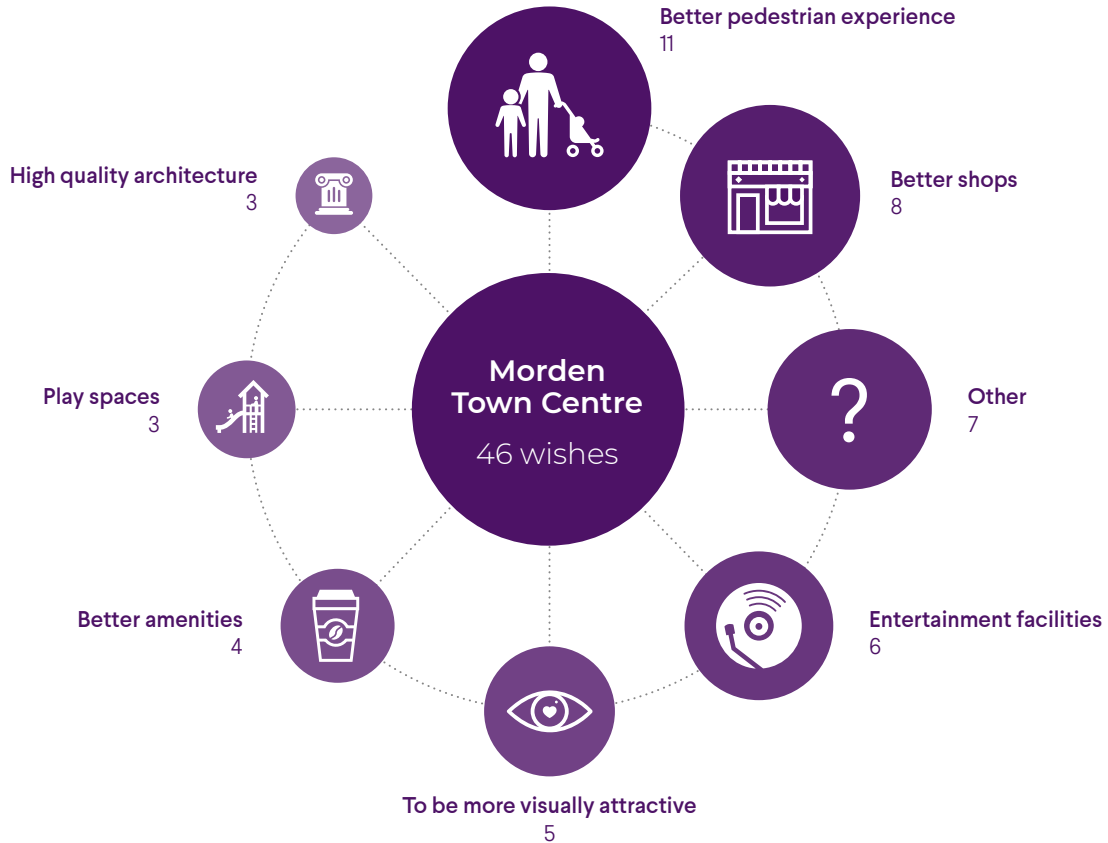 Better pedestrian experience
11
Better shops
8
Other
7
Entertainment facilities
6
To be more visually attractive
5
Better amenities
4
Play spaces
3
High quality architecture
3
Morden
Town Centre
46 wishes
?